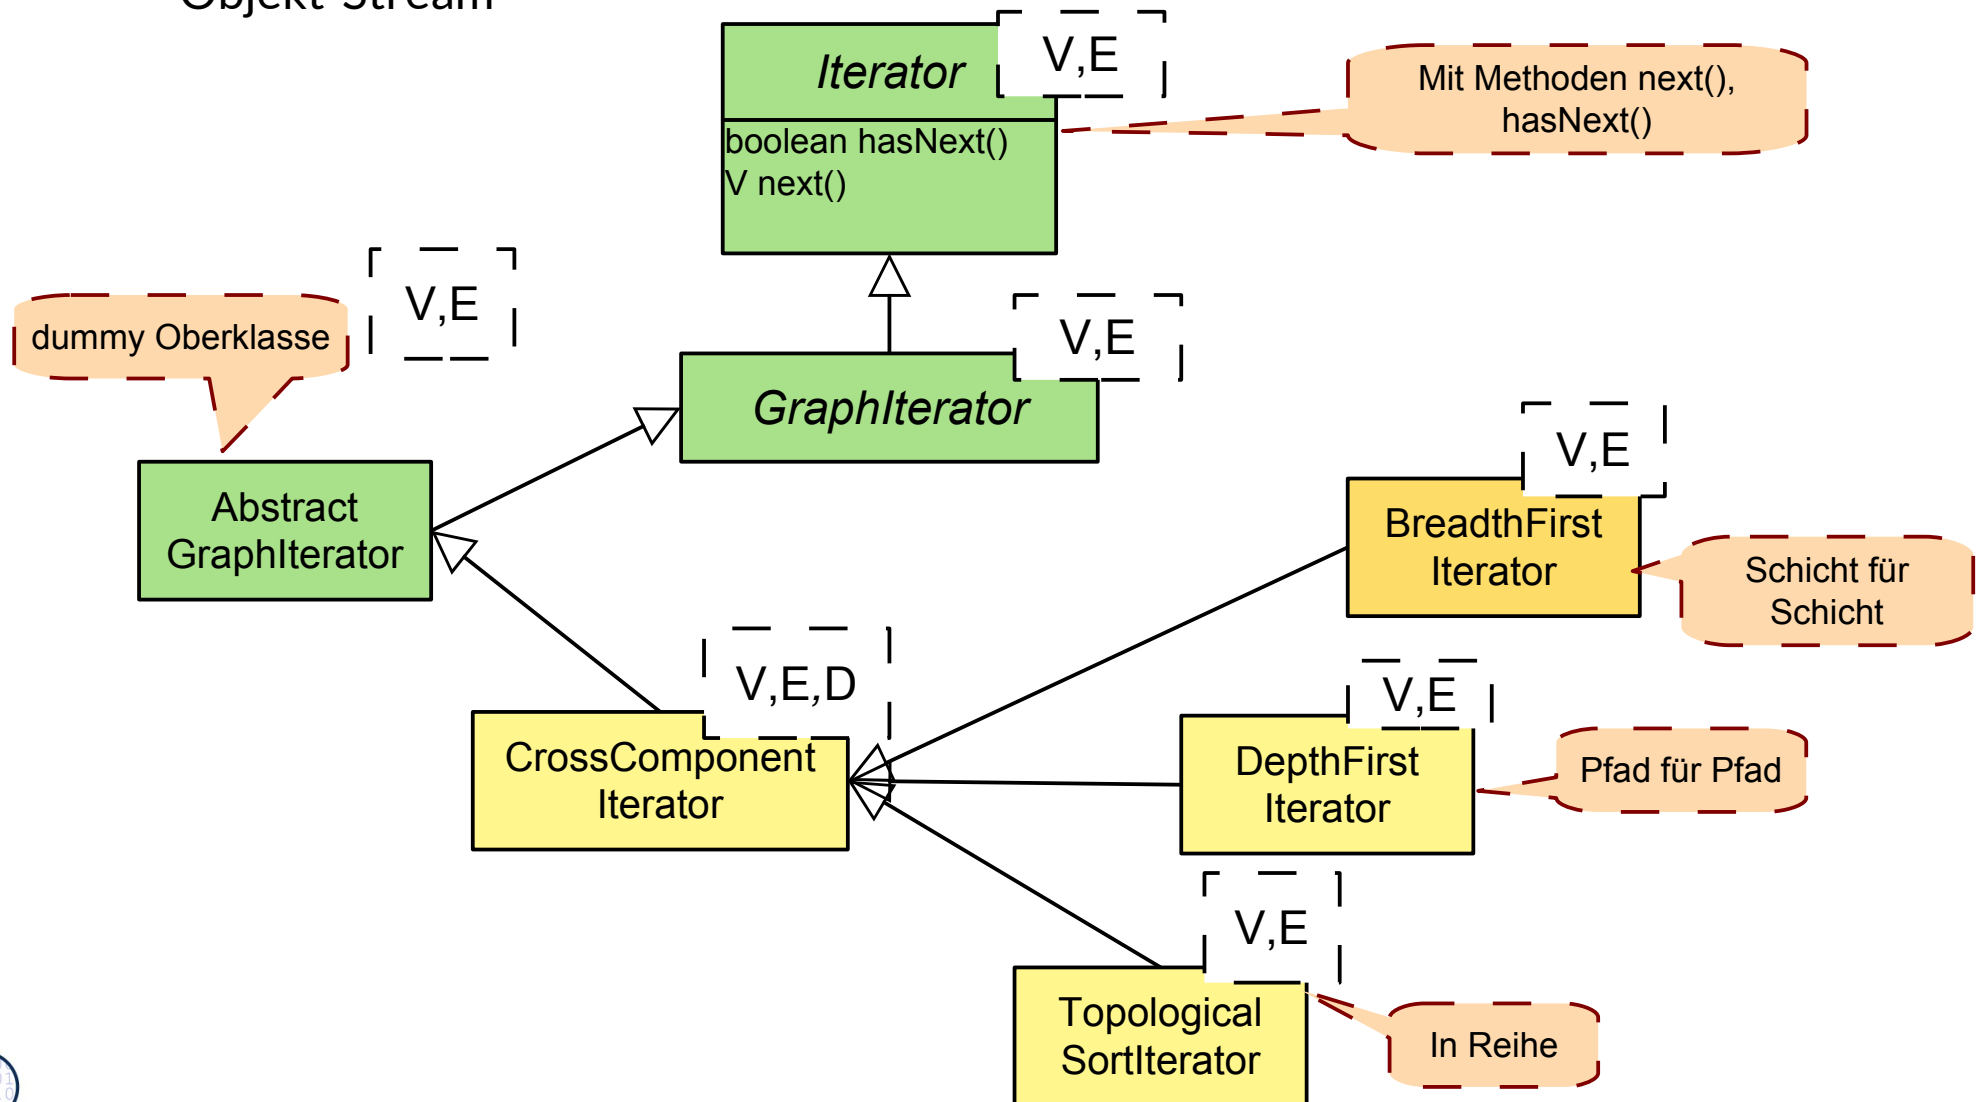 Objekt-Stream
Iterator
V,E
boolean hasNext()
V next()
Mit Methoden next(),
hasNext()
V,E
dummy Oberklasse
V,E
GraphIterator
Abstract
GraphIterator
V,E
BreadthFirst
Iterator
Schicht für
Schicht
V,E,D
CrossComponent
Iterator
V,E
DepthFirst
Iterator
Pfad für Pfad
V,E
Topological
SortIterator
In Reihe